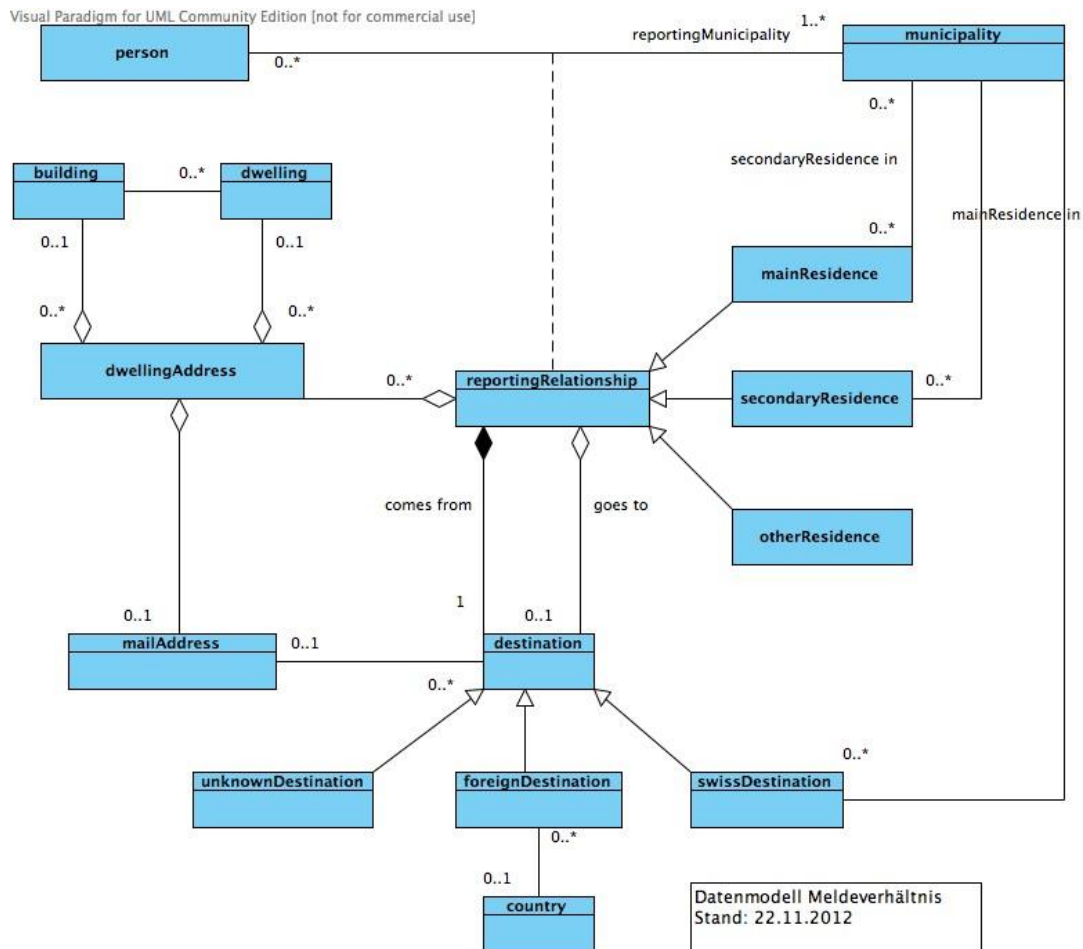 Visual Paradigm for UML Community Edition [not for commercial use]
person
0..*
reportingMunicipality
1..*
municipality
building
0..*
dwelling
0..1
0..1
0..*
0..*
dwellingAddress
0..*
secondaryResidence in
0..*
mainResidence in
0..*
mainResidence
reportingRelationship
secondaryResidence
0..*
otherResidence
comes from
goes to
0..1
1
0..1
mailAddress
0..1
destination
0..*
unknownDestination
foreignDestination
swissDestination
0..*
0..*
0..1
country
Datenmodell Meldeverhältnis
Stand: 22.11.2012